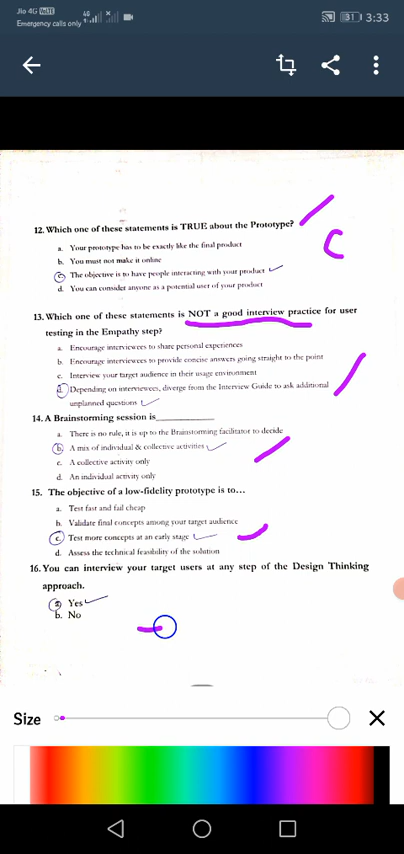 Jio 4G VoLTE
Emergency calls only
4G
31
3:33
12. Which one of these statements is TRUE about the Prototype?
C
a. Your prototype has to be exactly like the final product
b. You must not make it online
c. The objective is to have people interacting with your product
d. You can consider anyone as a potential user of your product
13. Which one of these statements is NOT a good interview practice for user
testing in the Empathy step?
a. Encourage interviewees to share personal experiences
b. Encourage interviewees to provide concise answers going straight to the point
c. Interview your target audience in their usage environment
d. Depending on interviewees, diverge from the Interview Guide to ask additional
unplanned questions
14. A Brainstorming session is____________
a. There is no rule, it is up to the Brainstorming facilitator to decide
b. A mix of individual & collective activities
c. A collective activity only
d. An individual activity only
15. The objective of a low-fidelity prototype is to...
a. Test fast and fail cheap
b. Validate final concepts among your target audience
c. Test more concepts at an early stage
d. Assess the technical feasibility of the solution
16. You can interview your target users at any step of the Design Thinking
approach.
a. Yes
b. No
Size